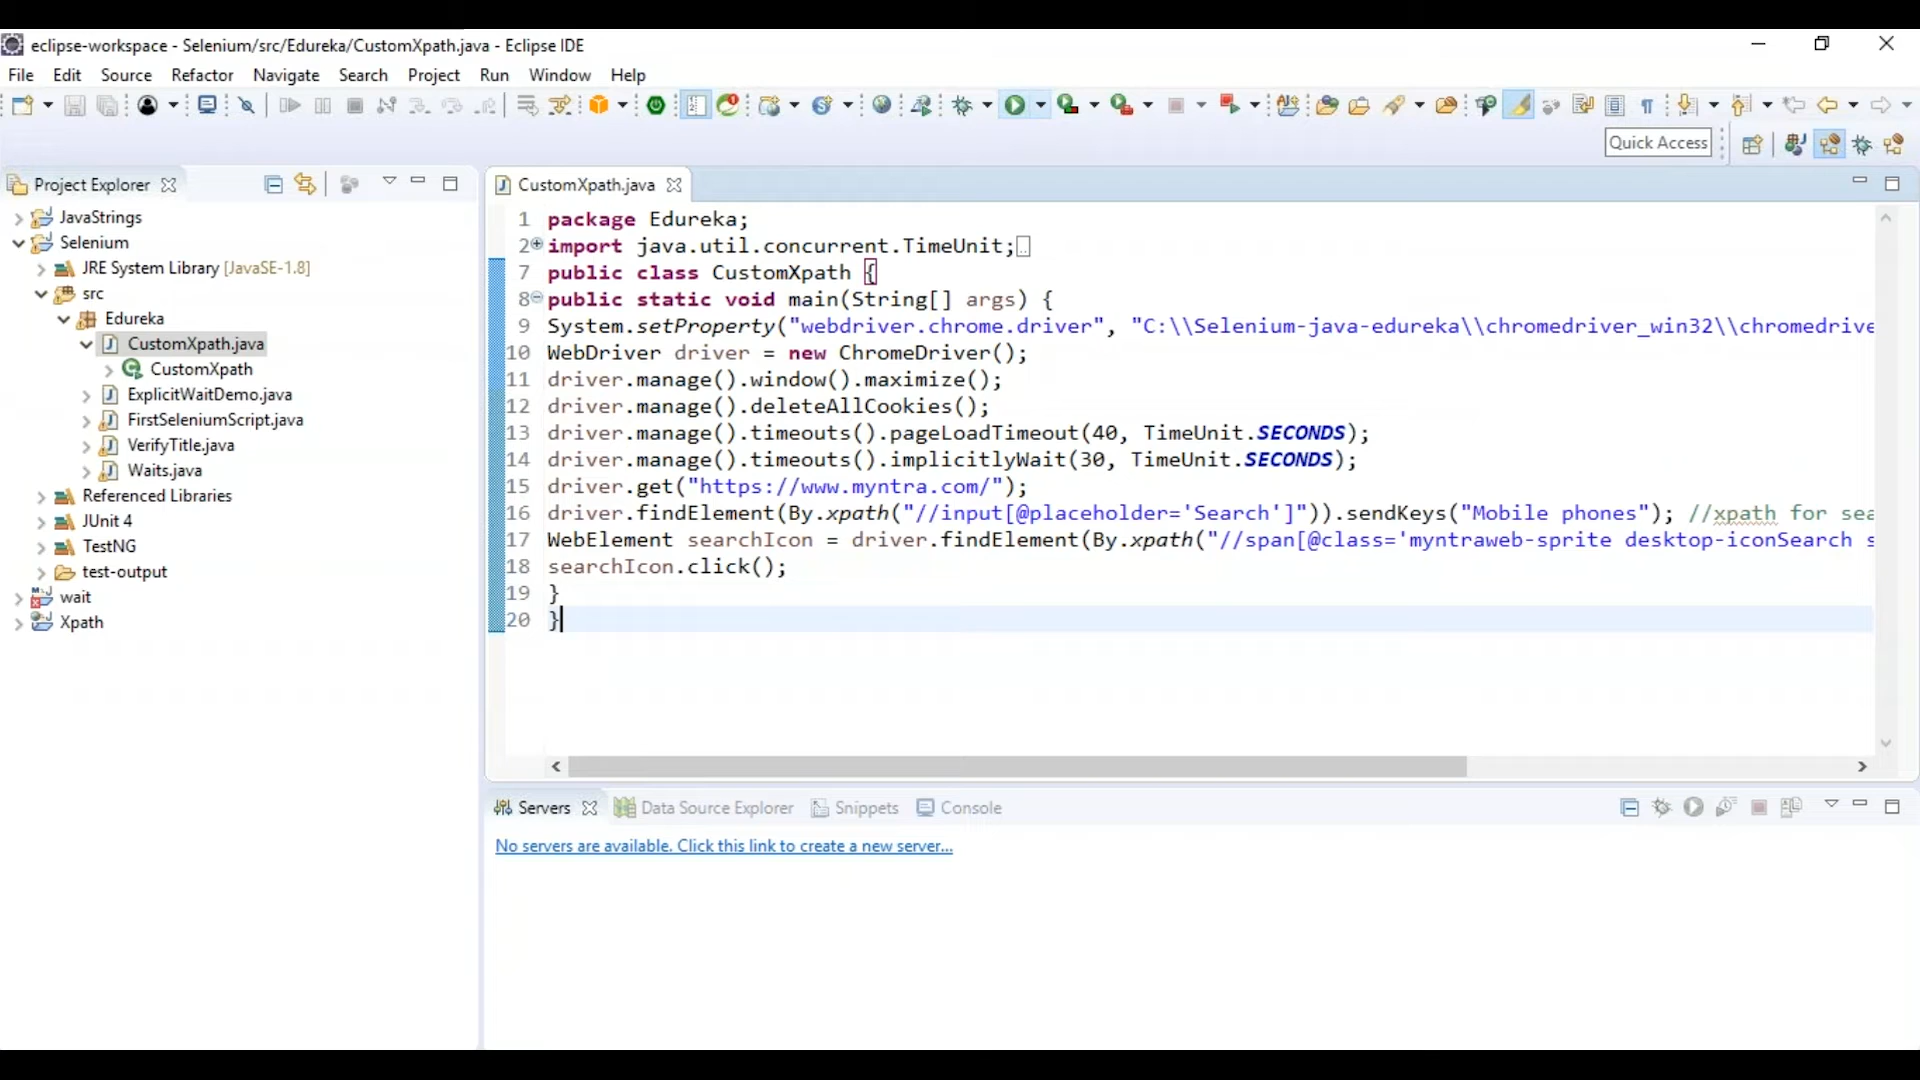 eclipse-workspace - Selenium/src/Edureka/CustomXpath.java - Eclipse IDE
File Edit Source Refactor Navigate Search Project Run Window Help
Quick Access
Project Explorer
JavaStrings
Selenium
JRE System Library [JavaSE-1.8]
src
Edureka
CustomXpath.java
CustomXpath
ExplicitWaitDemo.java
FirstSeleniumScript.java
VerifyTitle.java
Waits.java
Referenced Libraries
JUnit 4
TestNG
test-output
wait
Xpath
CustomXpath.java
1 package Edureka;
2 import java.util.concurrent.TimeUnit;
7 public class CustomXpath {
8 public static void main(String[] args) {
9 System.setProperty("webdriver.chrome.driver", "C:\\Selenium-java-edureka\\chromedriver_win32\\chromedrive
10 WebDriver driver = new ChromeDriver();
11 driver.manage().window().maximize();
12 driver.manage().deleteAllCookies();
13 driver.manage().timeouts().pageLoadTimeout(40, TimeUnit.SECONDS);
14 driver.manage().timeouts().implicitlyWait(30, TimeUnit.SECONDS);
15 driver.get("https://www.myntra.com/");
16 driver.findElement(By.xpath("//input[@placeholder='Search']")).sendKeys("Mobile phones"); //xpath for sea
17 WebElement searchIcon = driver.findElement(By.xpath("//span[@class='myntraweb-sprite desktop-iconSearch s
18 searchIcon.click();
19 }
20 }
Servers Data Source Explorer Snippets Console
No servers are available. Click this link to create a new server...